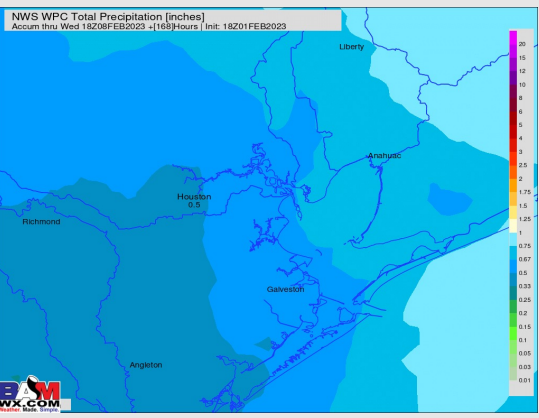 NWS WPC Total Precipitation [inches]
Accum thru Wed 18Z08FEB2023 +[168]Hours | Init: 18Z01FEB2023
Liberty
Anahuac
Houston
0.5
Richmond
Galveston
Angleton
20
15
12
10
8
6
5
4
3
2.5
2
1.75
1.5
1.25
1
0.75
0.67
0.5
0.33
0.25
0.2
0.15
0.1
0.05
0.03
0.01
BAM
WX.COM
Weather. Made. Simple.